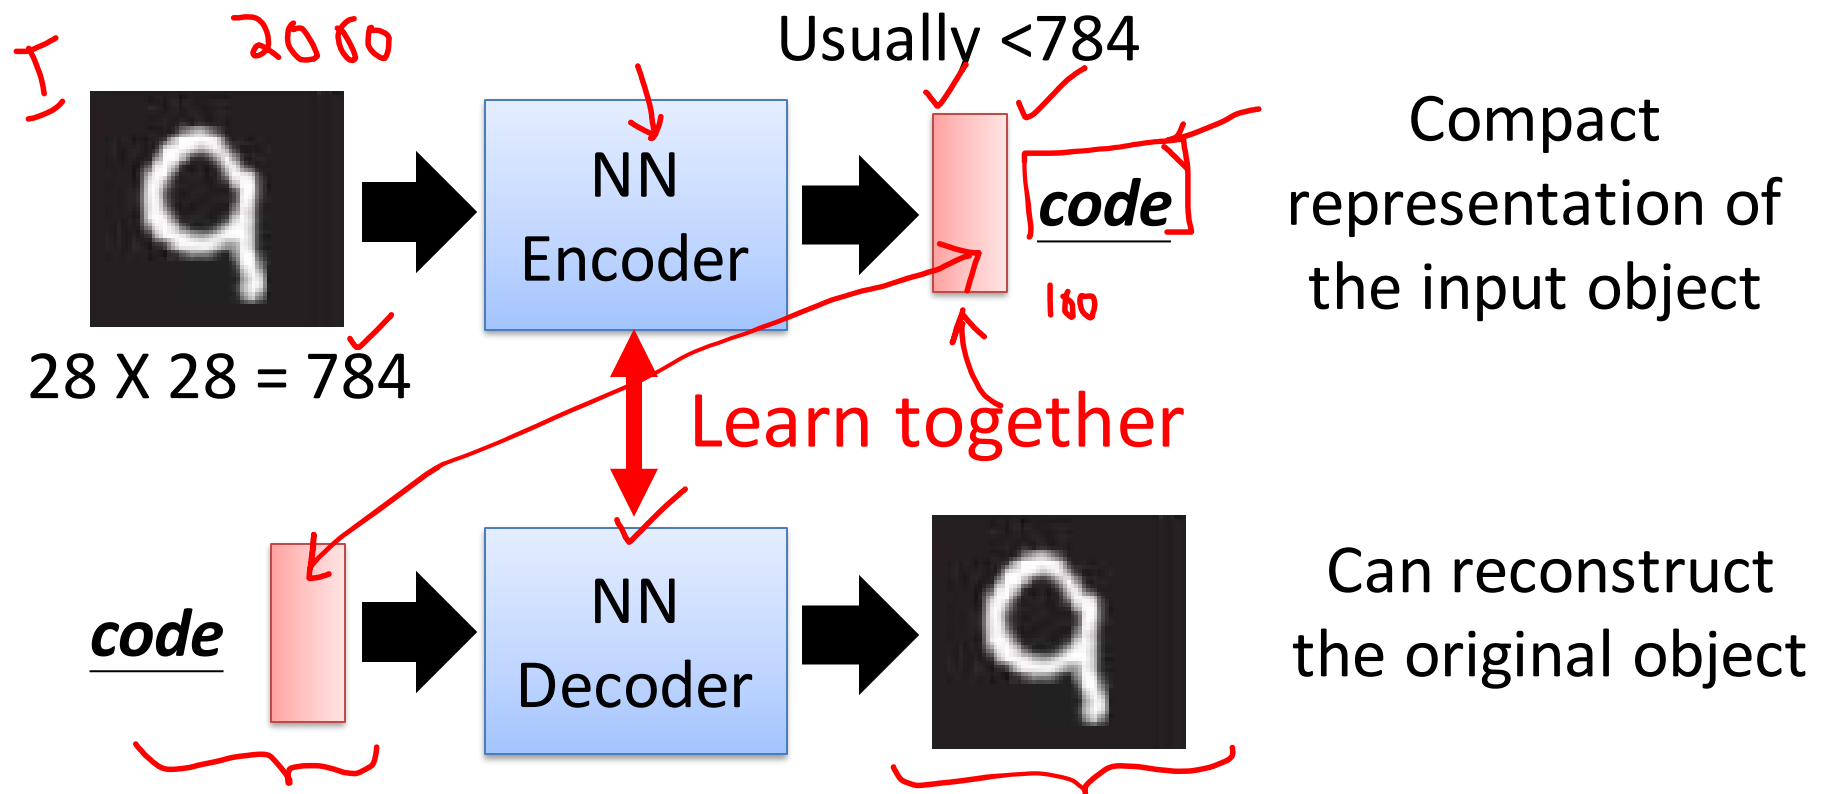 I
2000
Usually <784
NN
Encoder
code
100
Compact
representation of
the input object
28 X 28 = 784
Learn together
code
NN
Decoder
Can reconstruct
the original object